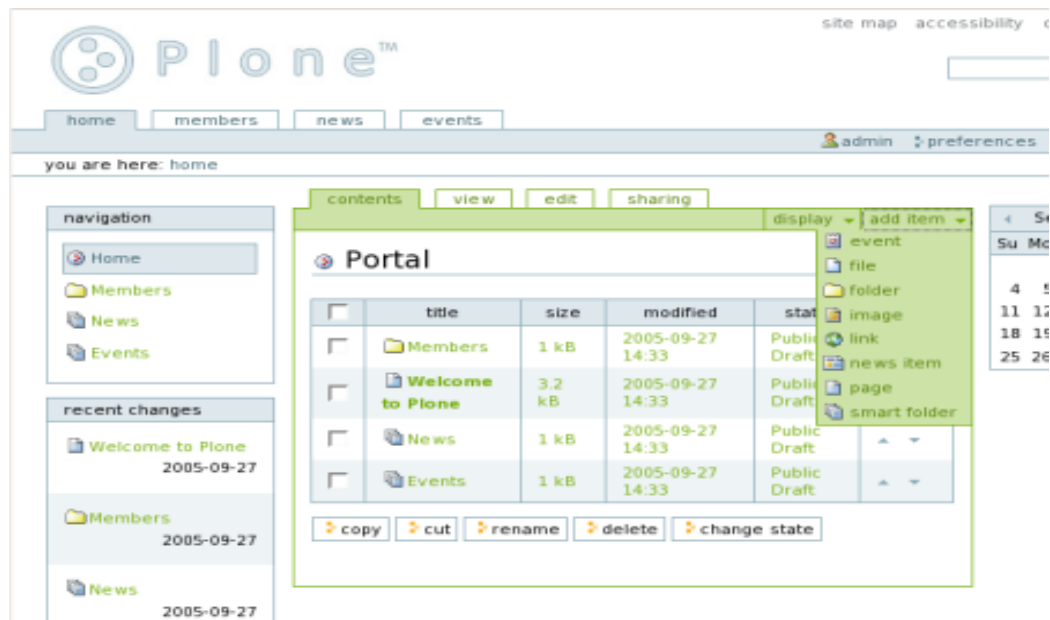 site map accessibility
Plone™
home members news events
admin preferences
you are here: home
contents view edit sharing
display add item
navigation
Home
Members
News
Events
recent changes
Welcome to Plone
2005-09-27
Members
2005-09-27
News
2005-09-27
Portal
title size modified
Members 1 kB 2005-09-27 14:33
Draft
Welcome to Plone 3.2 kB 2005-09-27 14:33
Draft
News 1 kB 2005-09-27 14:33 Public Draft
Events 1 kB 2005-09-27 14:33 Public Draft
copy cut rename delete change state
event
file
folder
image
link
news item
page
smart folder
Su
4
11
18
25